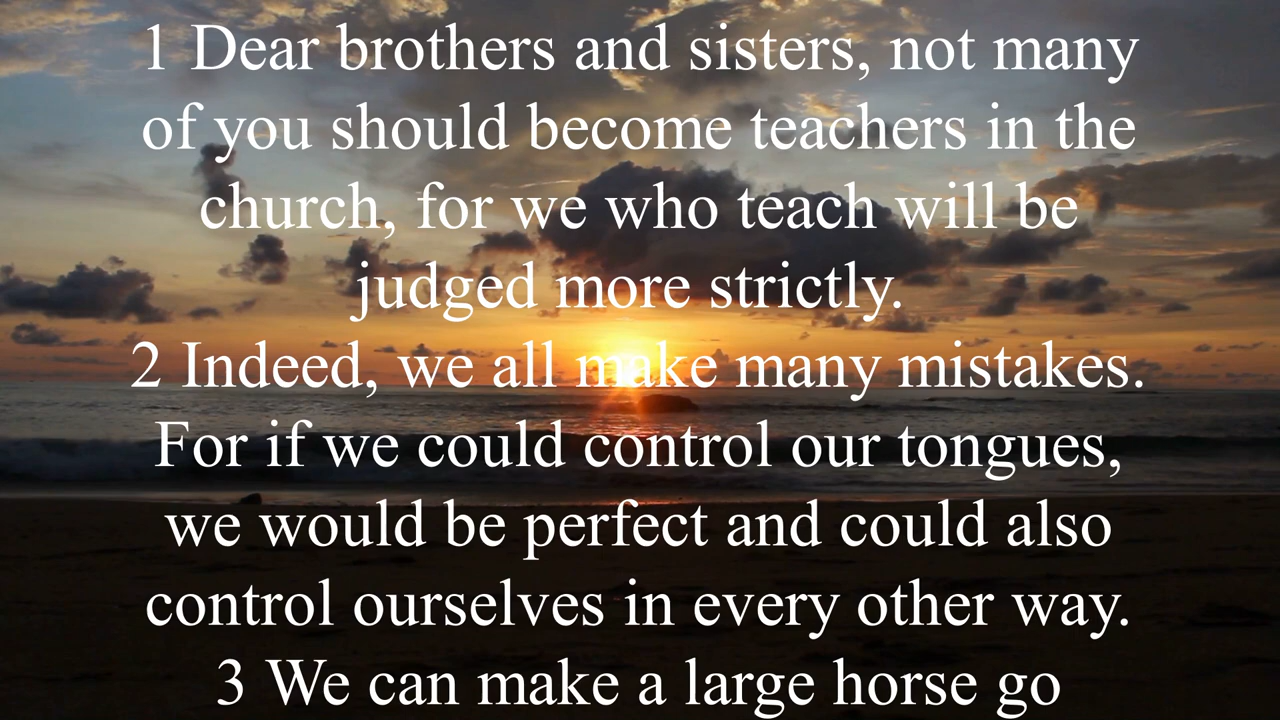 1 Dear brothers and sisters, not many
of you should become teachers in the
church, for we who teach will be
judged more strictly.
2 Indeed, we all make many mistakes.
For if we could control our tongues,
we would be perfect and could also
control ourselves in every other way.
3 We can make a large horse go